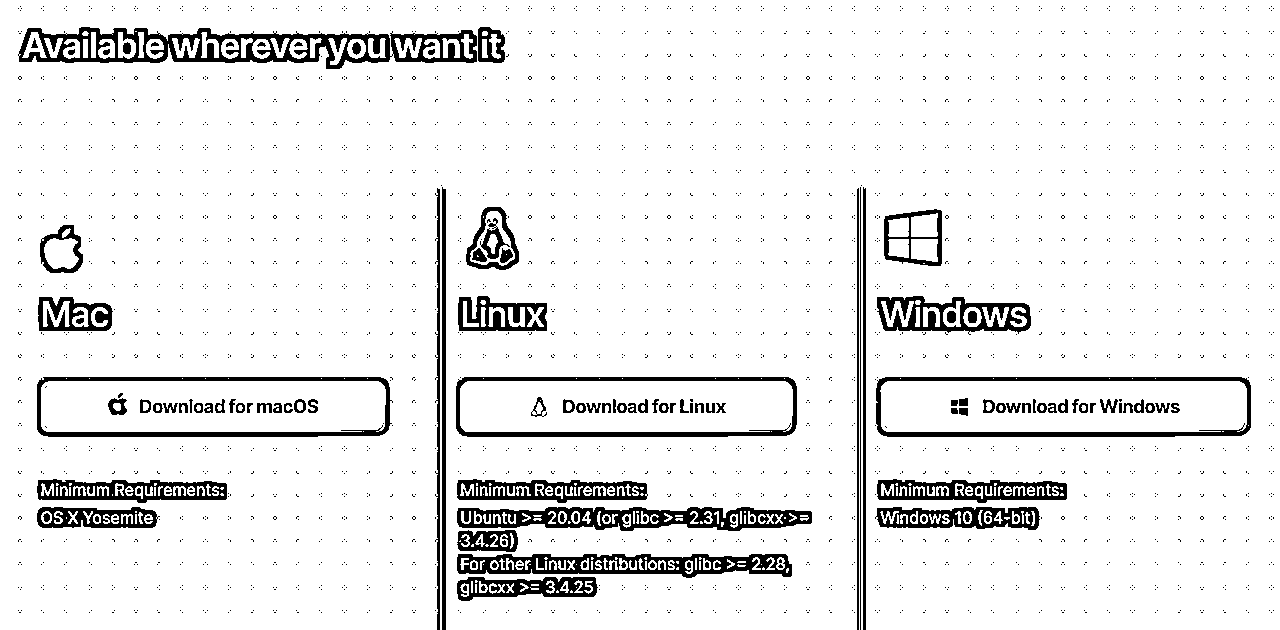 Available wherever you want it
Mac
Download for macOS
Minimum Requirements:
OS X Yosemite
Linux
Download for Linux
Minimum Requirements:
Ubuntu >= 20.04 (or glibc >= 2.31, glibcxx >=
3.4.26)
For other Linux distributions: glibc >= 2.28,
glibcxx >= 3.4.25
Windows
Download for Windows
Minimum Requirements:
Windows 10 (64-bit)